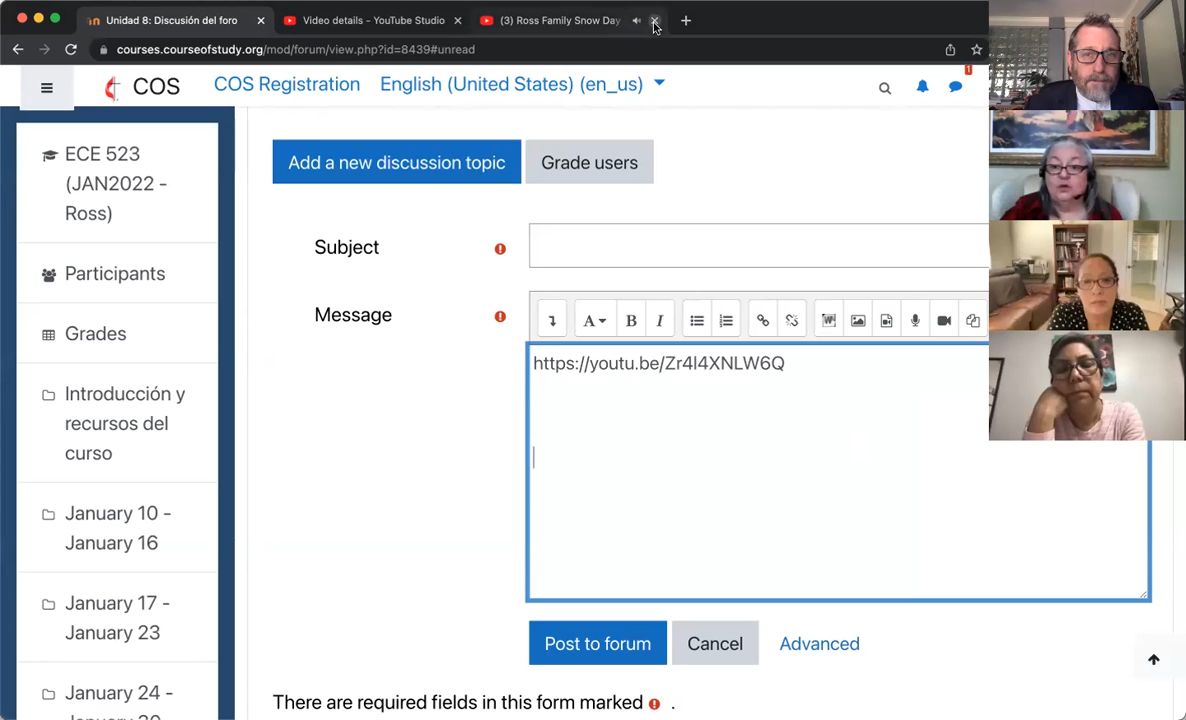 Unidad 8: Discusión del foro
Video details - YouTube Studio
(3) Ross Family Snow Day
courses.courseofstudy.org/mod/forum/view.php?id=8439#unread
COS
COS Registration
English (United States) (en_us)
1
ECE 523
(JAN2022 -
Ross)
Participants
Grades
Introducción y
recursos del
curso
January 10 -
January 16
January 17 -
January 23
January 24 -
Add a new discussion topic
Grade users
Subject
Message
A
B
I
https://youtu.be/Zr4l4XNLW6Q
Post to forum
Cancel
Advanced
There are required fields in this form marked .